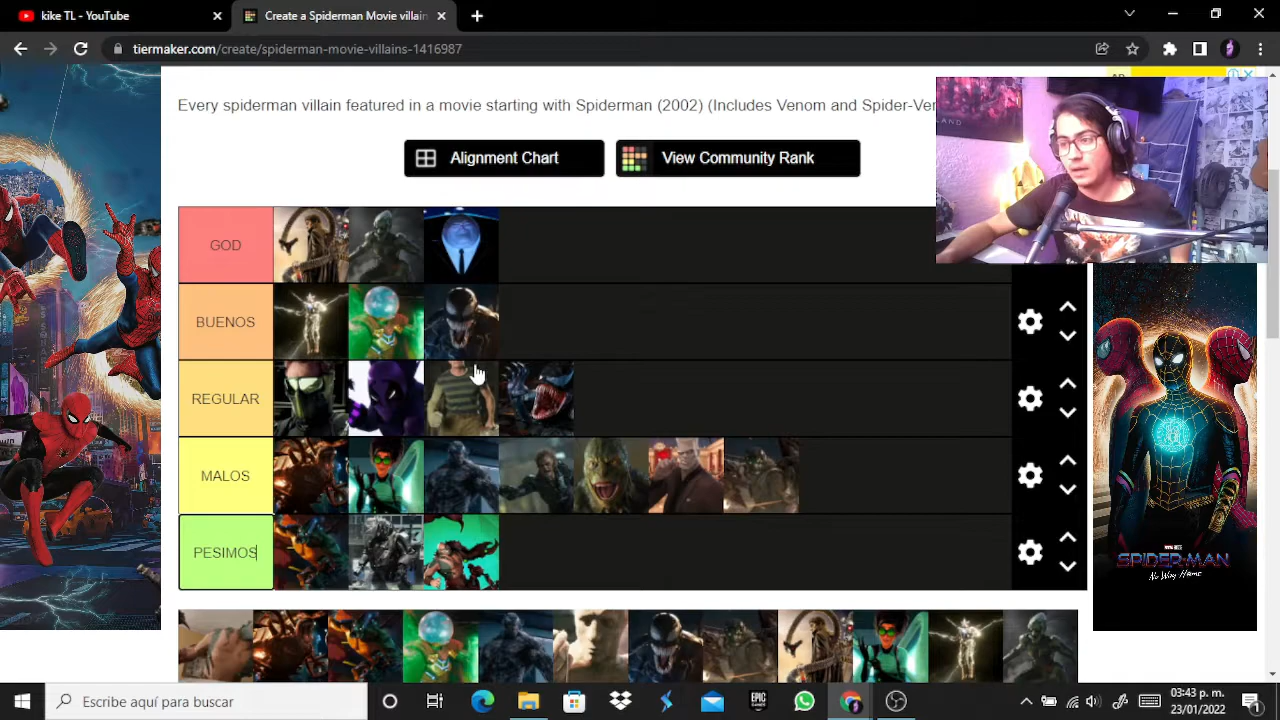 kike TL - YouTube
Create a Spiderman Movie villain
tiermaker.com/create/spiderman-movie-villains-1416987
Every spiderman villain featured in a movie starting with Spiderman (2002) (Includes Venom and Spider-Ver
Alignment Chart
View Community Rank
GOD
BUENOS
REGULAR
MALOS
PESIMOS
SPIDER-MAN
No Way Home
Escribe aquí para buscar
EPIC
GAMES
23/01/2022